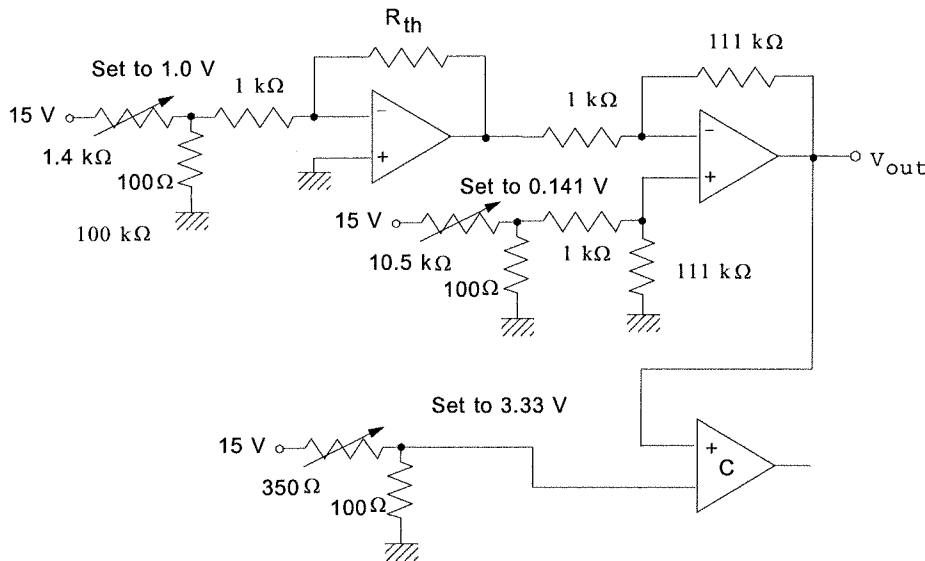 R_th
111 kΩ
Set to 1.0 V
1 kΩ
1 kΩ
15 V
−
−
V_out
1.4 kΩ
+
+
100Ω
Set to 0.141 V
15 V
100 kΩ
10.5 kΩ
1 kΩ
111 kΩ
100Ω
Set to 3.33 V
15 V
+
C
350Ω
100Ω